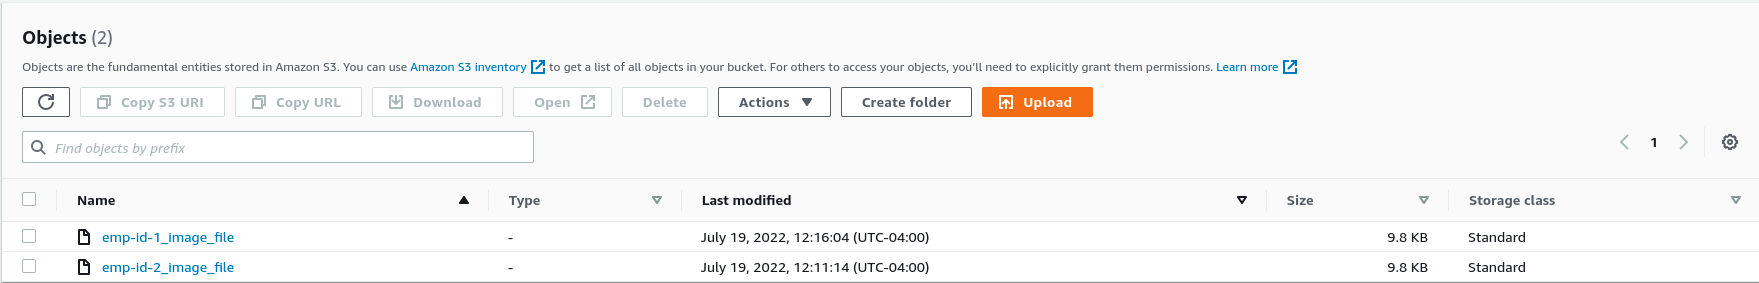 Objects (2)
Objects are the fundamental entities stored in Amazon S3. You can use Amazon S3 inventory to get a list of all objects in your bucket. For others to access your objects, you'll need to explicitly grant them permissions. Learn more
Copy S3 URI Copy URL Download Open Delete Actions Create folder Upload
Find objects by prefix 1
Name Type Last modified Size Storage class
emp-id-1_image_file - July 19, 2022, 12:16:04 (UTC-04:00) 9.8 KB Standard
emp-id-2_image_file - July 19, 2022, 12:11:14 (UTC-04:00) 9.8 KB Standard